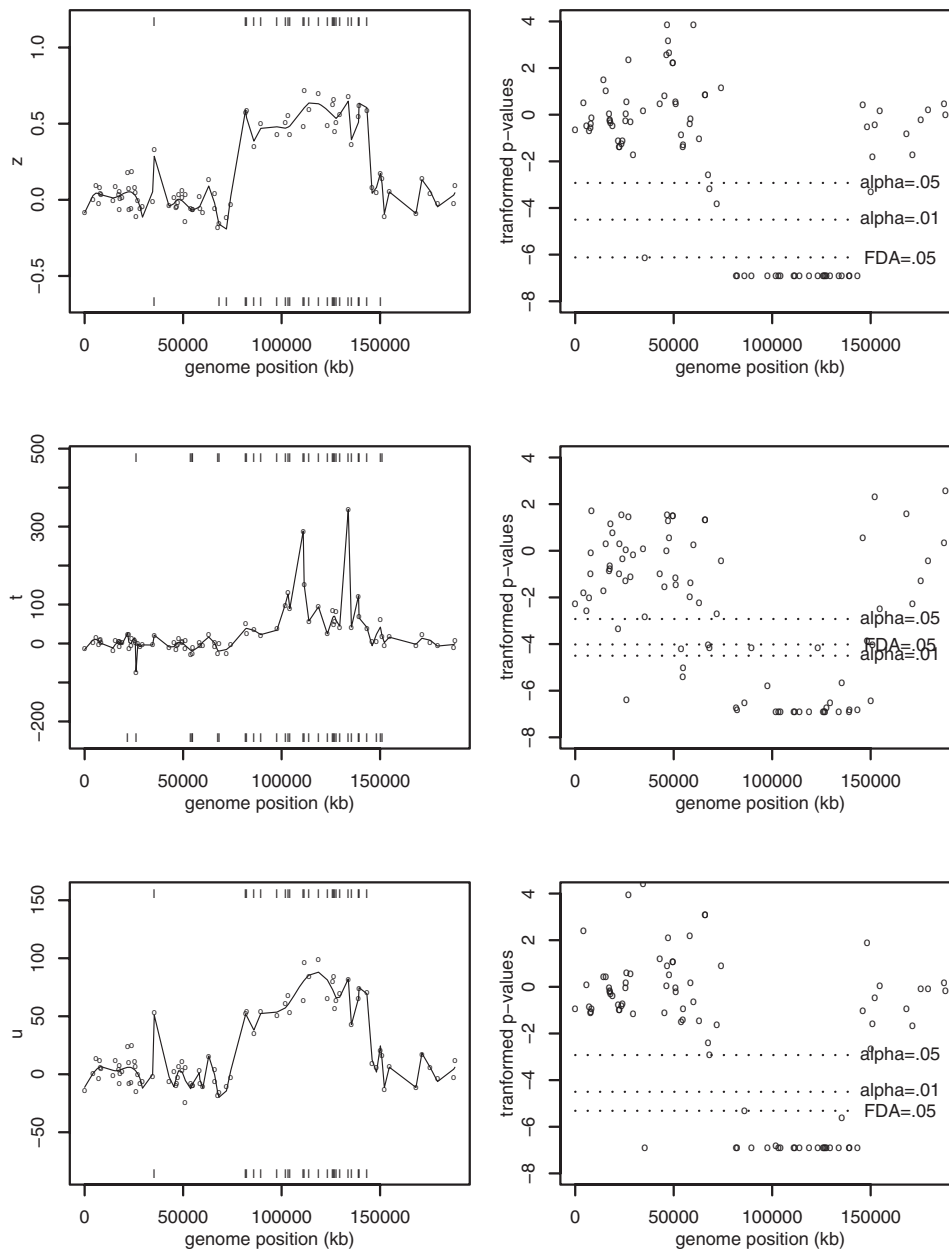 1.0
0.5
0.0
−0.5
z
0 50000 100000 150000
genome position (kb)
4
2
0
−2
−4
−6
−8
tranformed p−values
alpha=.05
alpha=.01
FDA=.05
0 50000 100000 150000
genome position (kb)
500
300
100
0
−200
t
0 50000 100000 150000
genome position (kb)
4
2
0
−2
−4
−6
−8
tranformed p−values
alpha=.05
FDA=.05
alpha=.01
0 50000 100000 150000
genome position (kb)
150
100
50
0
−50
u
0 50000 100000 150000
genome position (kb)
4
2
0
−2
−4
−6
−8
tranformed p−values
alpha=.05
alpha=.01
FDA=.05
0 50000 100000 150000
genome position (kb)